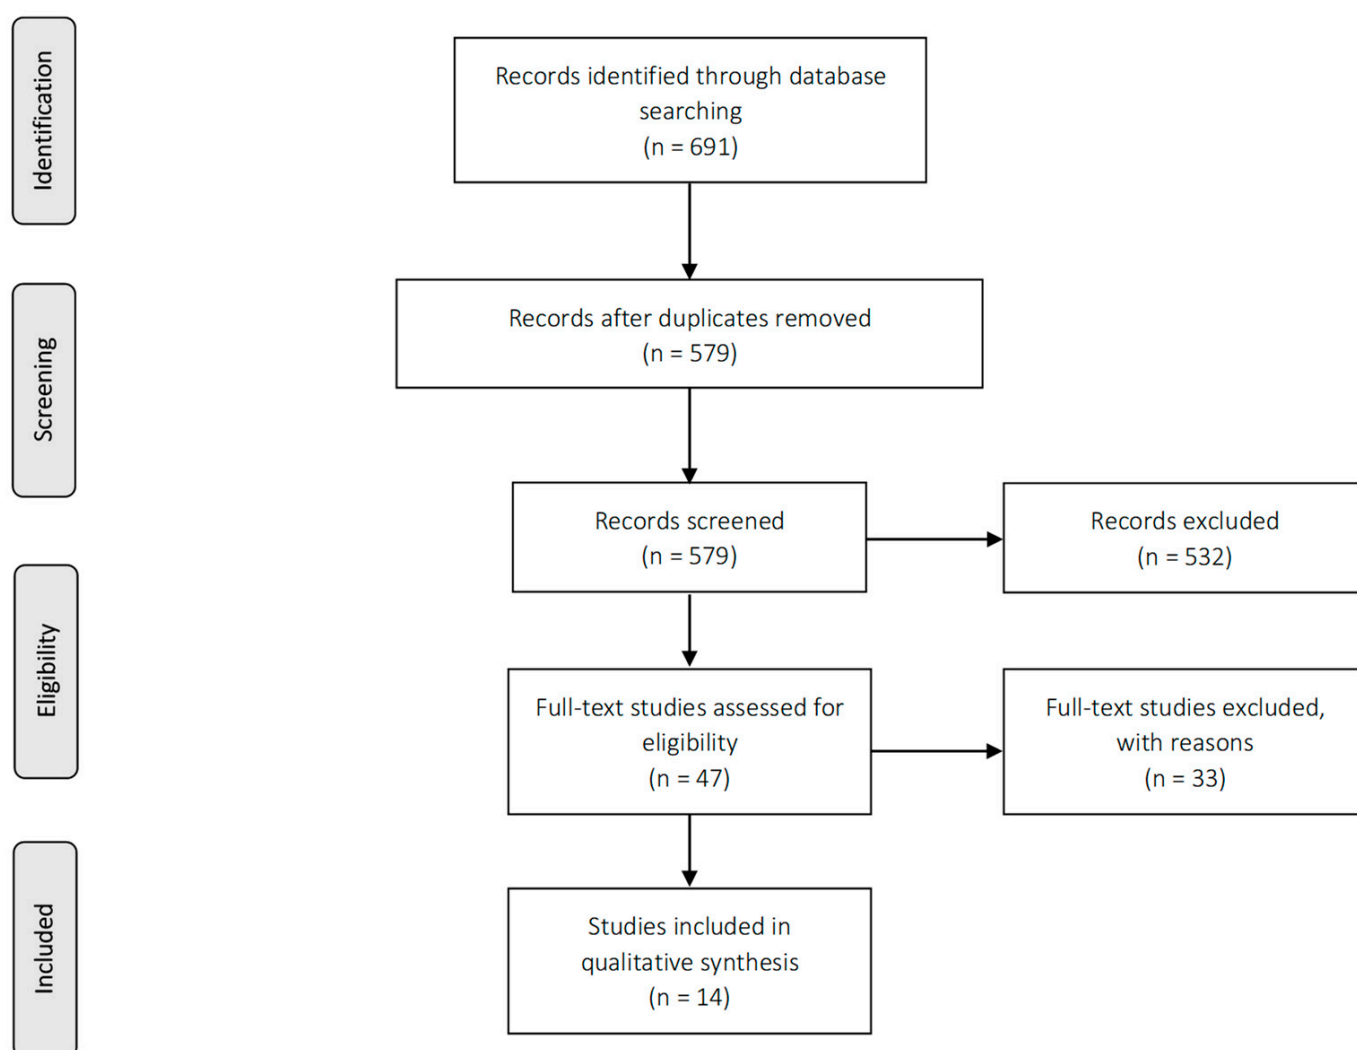 Identification
Records identified through database
searching
(n = 691)
Screening
Records after duplicates removed
(n = 579)
Records screened
(n = 579)
Records excluded
(n = 532)
Eligibility
Full-text studies assessed for
eligibility
(n = 47)
Full-text studies excluded,
with reasons
(n = 33)
Included
Studies included in
qualitative synthesis
(n = 14)